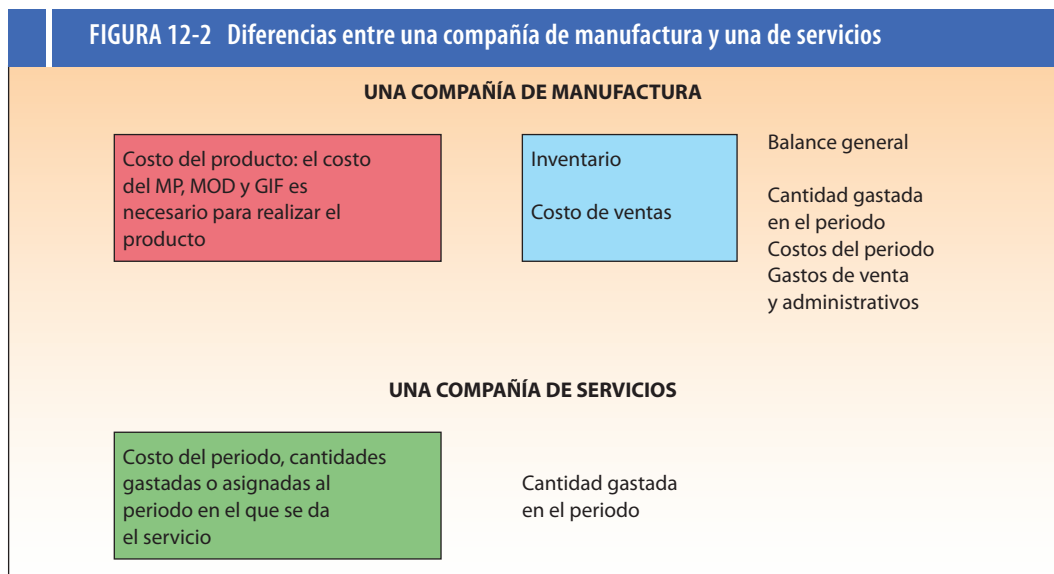 FIGURA 12-2 Diferencias entre una compañía de manufactura y una de servicios
UNA COMPAÑÍA DE MANUFACTURA
Costo del producto: el costo
del MP, MOD y GIF es
necesario para realizar el
producto
Inventario
Costo de ventas
Balance general
Cantidad gastada
en el periodo
Costos del periodo
Gastos de venta
y administrativos
UNA COMPAÑÍA DE SERVICIOS
Costo del periodo, cantidades
gastadas o asignadas al
periodo en el que se da
el servicio
Cantidad gastada
en el periodo